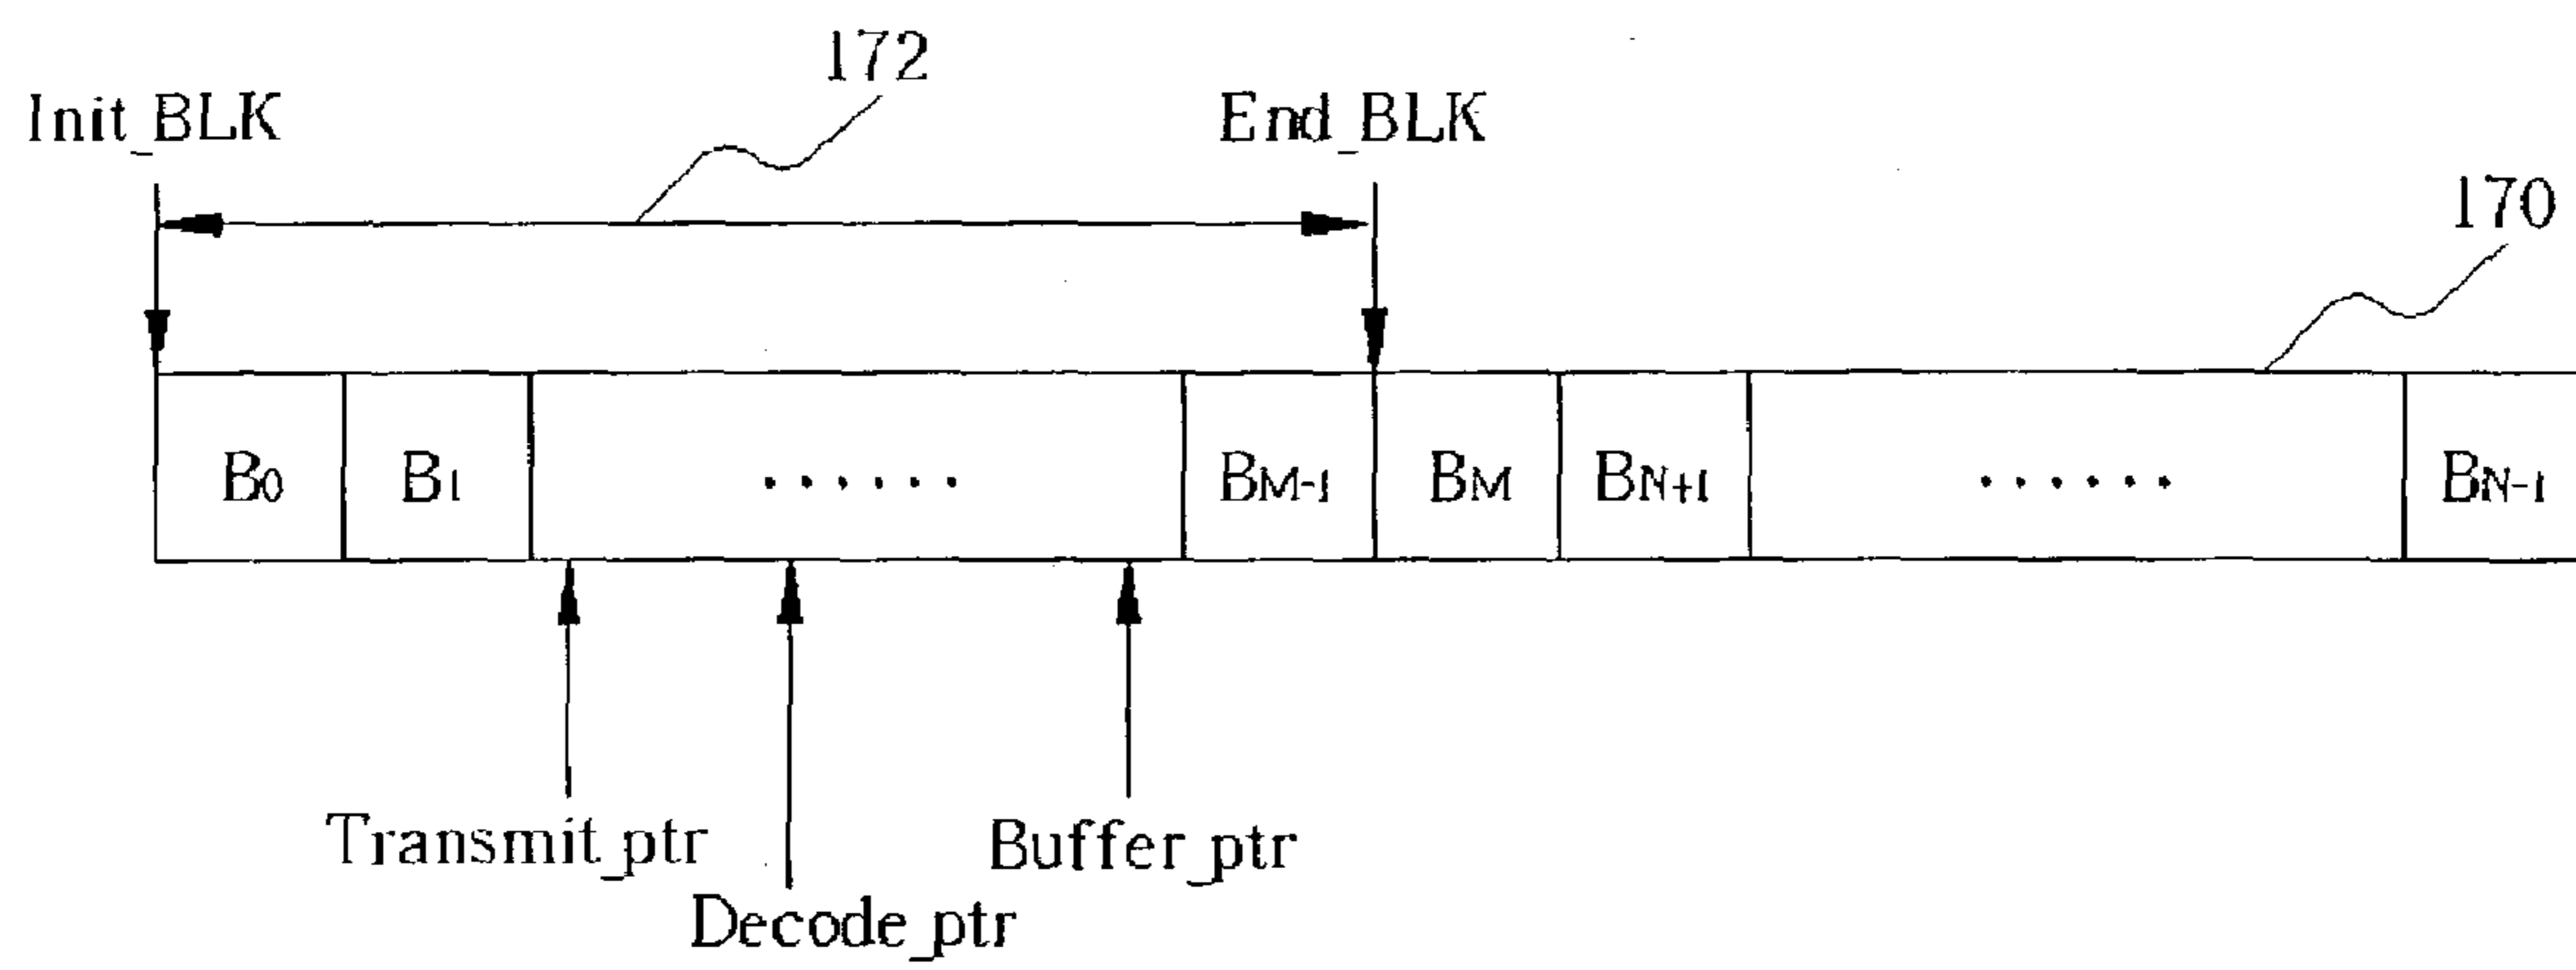 172
Init_BLK
End_BLK
170
B0 B1 ...... BM-1 BM BN+1 ...... BN-1
Transmit_ptr
Buffer_ptr
Decode_ptr